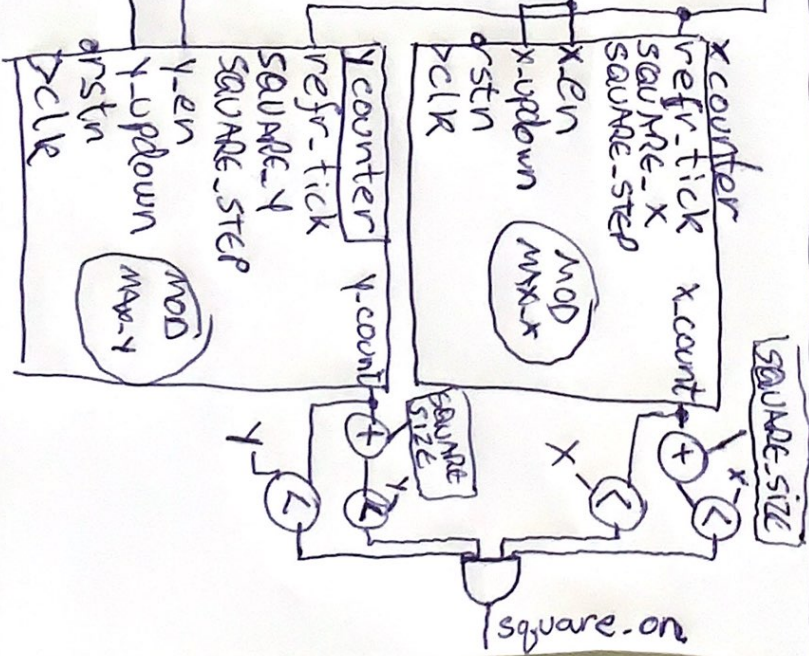 x counter
refr_tick
SQUARE_X
SQUARE_STEP
x_en
x_updown
rstn
clk
MOD
MAX_X
x_count
SQUARE_SIZE
+
x
<
X
<
y counter
refr_tick
SQUARE_Y
SQUARE_STEP
y_en
y_updown
rstn
clk
MOD
MAX_Y
y_count
SQUARE
SIZE
+
y
<
Y
<
square_on